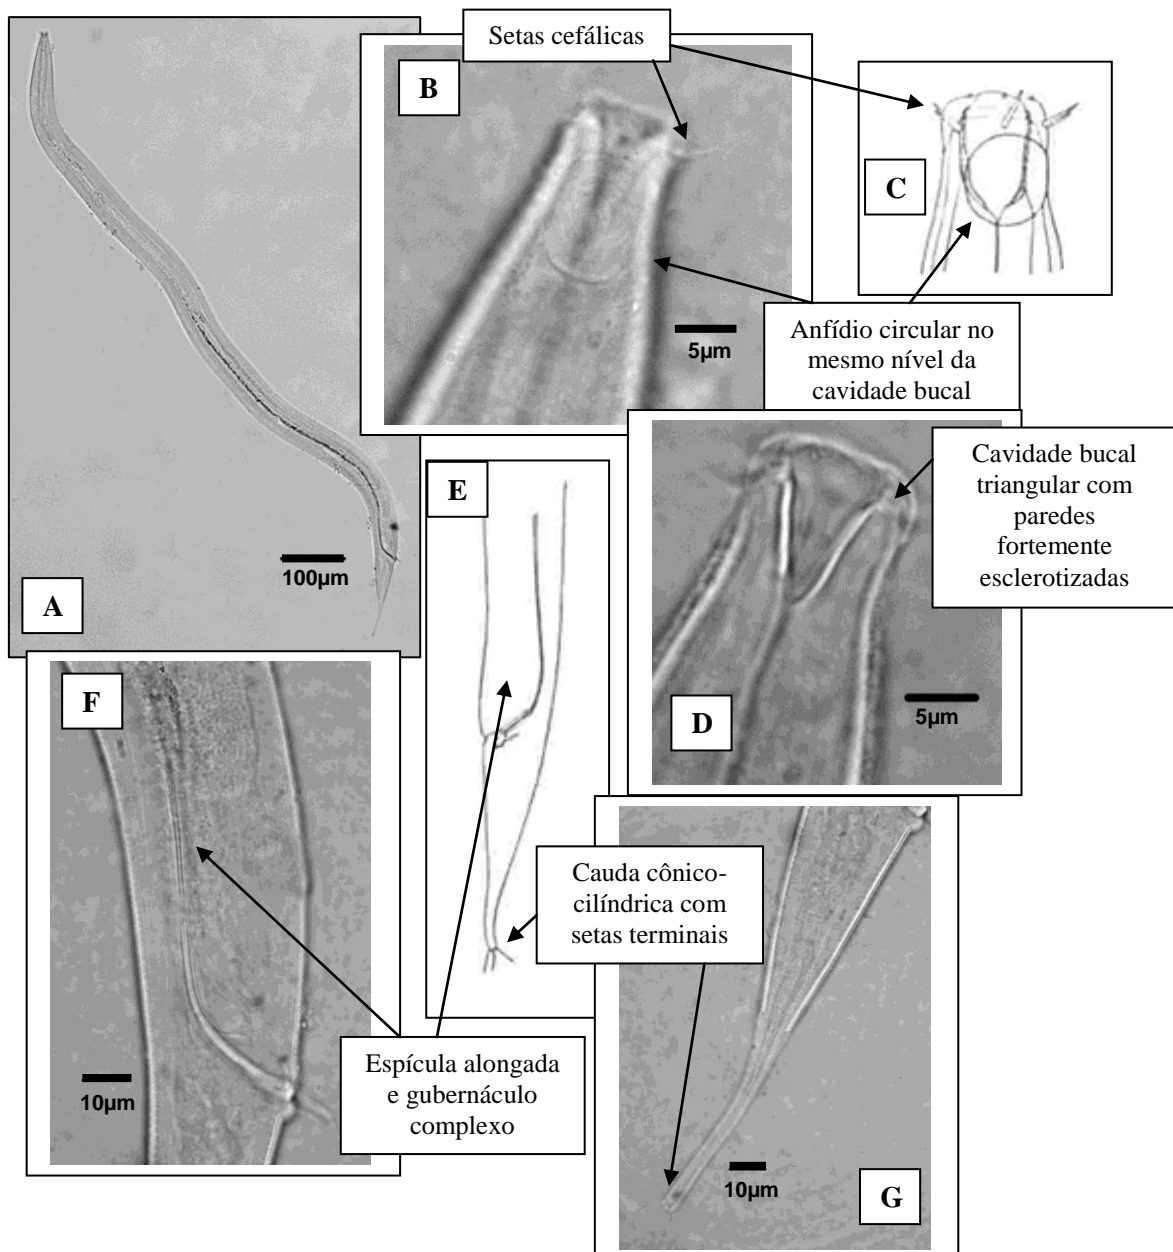 Setas cefálicas
B
C
Anfídio circular no
mesmo nível da
cavidade bucal
5µm
A
100µm
E
D
Cavidade bucal
triangular com
paredes
fortemente
esclerotizadas
5µm
F
10µm
Cauda cônico-
cilíndrica com
setas terminais
Espícula alongada
e gubernáculo
complexo
10µm
G